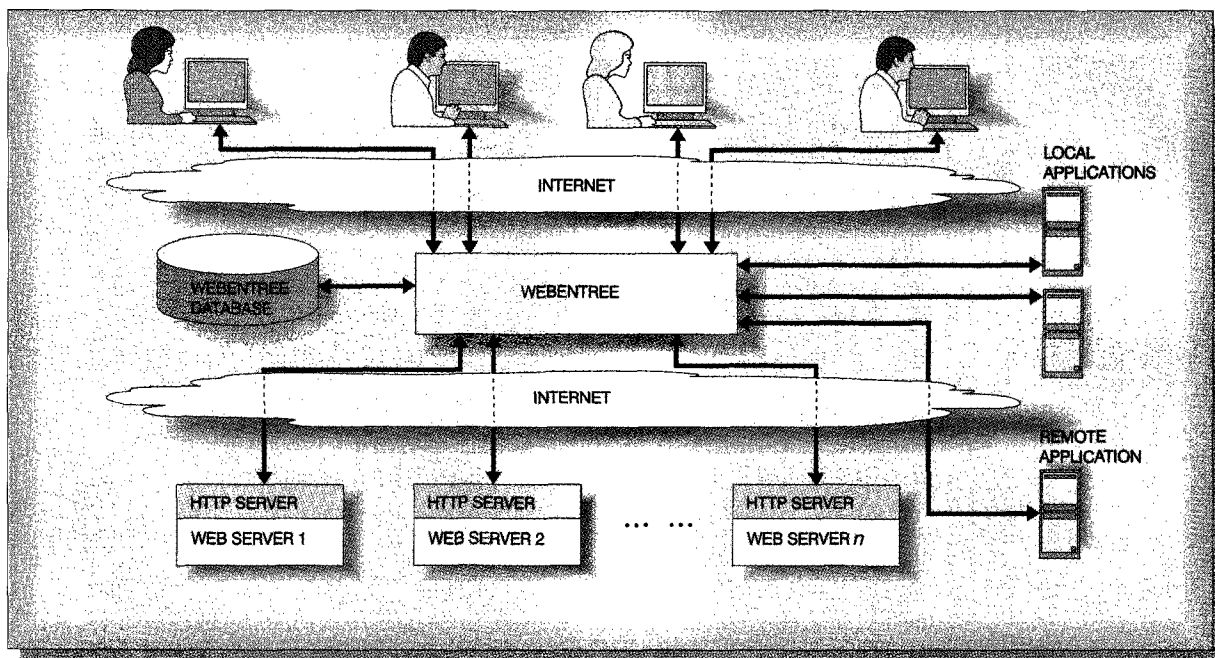 LOCAL
APPLICATIONS
INTERNET
WEBENTREE
DATABASE
WEBENTREE
INTERNET
REMOTE
APPLICATION
HTTP SERVER
WEB SERVER 1
HTTP SERVER
WEB SERVER 2
... ...
HTTP SERVER
WEB SERVER n